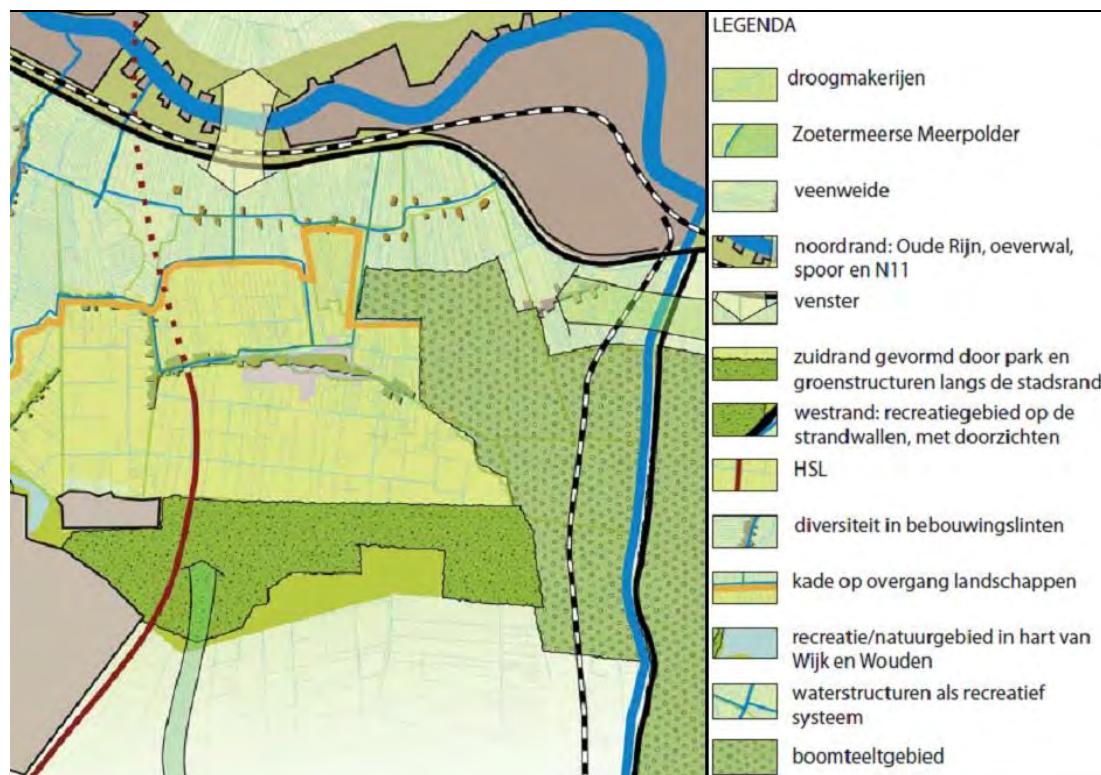 LEGENDA
droogmakerijen
Zoetermeerse Meerpolder
veenweide
noordrand: Oude Rijn, oeverwal,
spoor en N11
venster
zuidrand gevormd door park en
groenstructuren langs de stadsrand
westrand: recreatiegebied op de
strandwallen, met doorzichten
HSL
diversiteit in bebouwingslinten
kade op overgang landschappen
recreatie/natuurgebied in hart van
Wijk en Wouden
waterstructuren als recreatief
systeem
boomteeltgebied